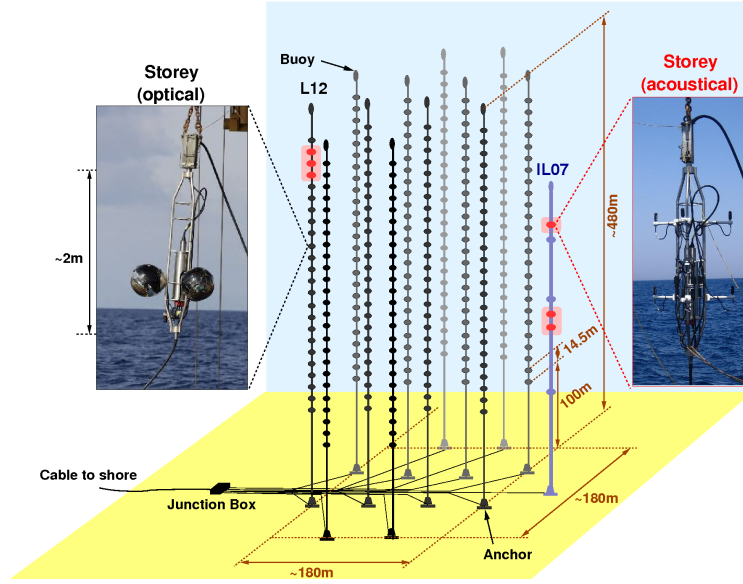 Storey
(optical)
Buoy
L12
Storey
(acoustical)
IL07
~480m
~2m
14.5m
100m
Cable to shore
Junction Box
~180m
Anchor
~180m